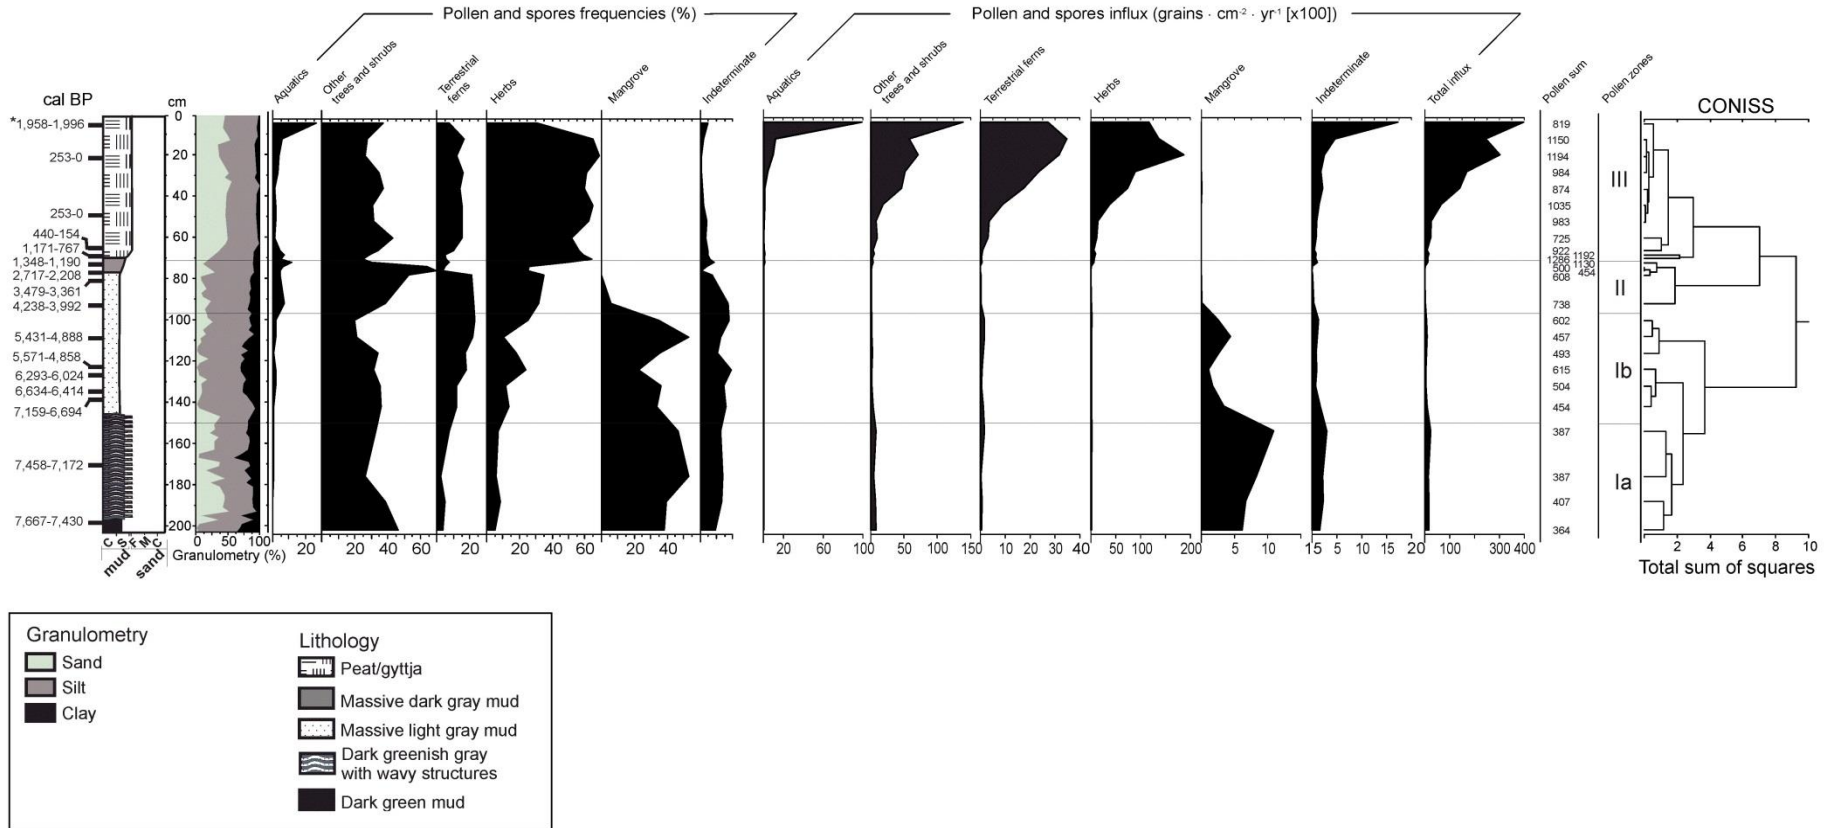 Pollen and spores frequencies (%)
Pollen and spores influx (grains · cm⁻² · yr⁻¹ [x100])
Aquatics
Other trees and shrubs
Terrestrial ferns
Herbs
Mangrove
Indeterminate
Aquatics
Other trees and shrubs
Terrestrial ferns
Herbs
Mangrove
Indeterminate
Total influx
Pollen sum
Pollen zones
CONISS
cal BP
cm
*1,958-1,996
253-0
253-0
440-154
1,171-767
1,348-1,190
2,717-2,208
3,479-3,361
4,238-3,992
5,431-4,888
5,571-4,858
6,293-6,024
6,634-6,414
7,159-6,694
7,458-7,172
7,667-7,430
0
20
40
60
80
100
120
140
160
180
200
819
1150
1194
984
874
1035
983
725
922
1286 1192
1130
500
454
608
738
602
457
493
615
504
454
387
387
407
364
III
II
Ib
Ia
C S F M C
mud sand
0 50 100
Granulometry (%)
20
20 40 60
20
20 40 60
20 40
20 60 100
50 100 150
10 20 30 40
50 100 200
5 10 15
5 10 15 20
100 300 400
2 4 6 8 10
Total sum of squares
Granulometry
Sand
Silt
Clay
Lithology
Peat/gyttja
Massive dark gray mud
Massive light gray mud
Dark greenish gray
with wavy structures
Dark green mud